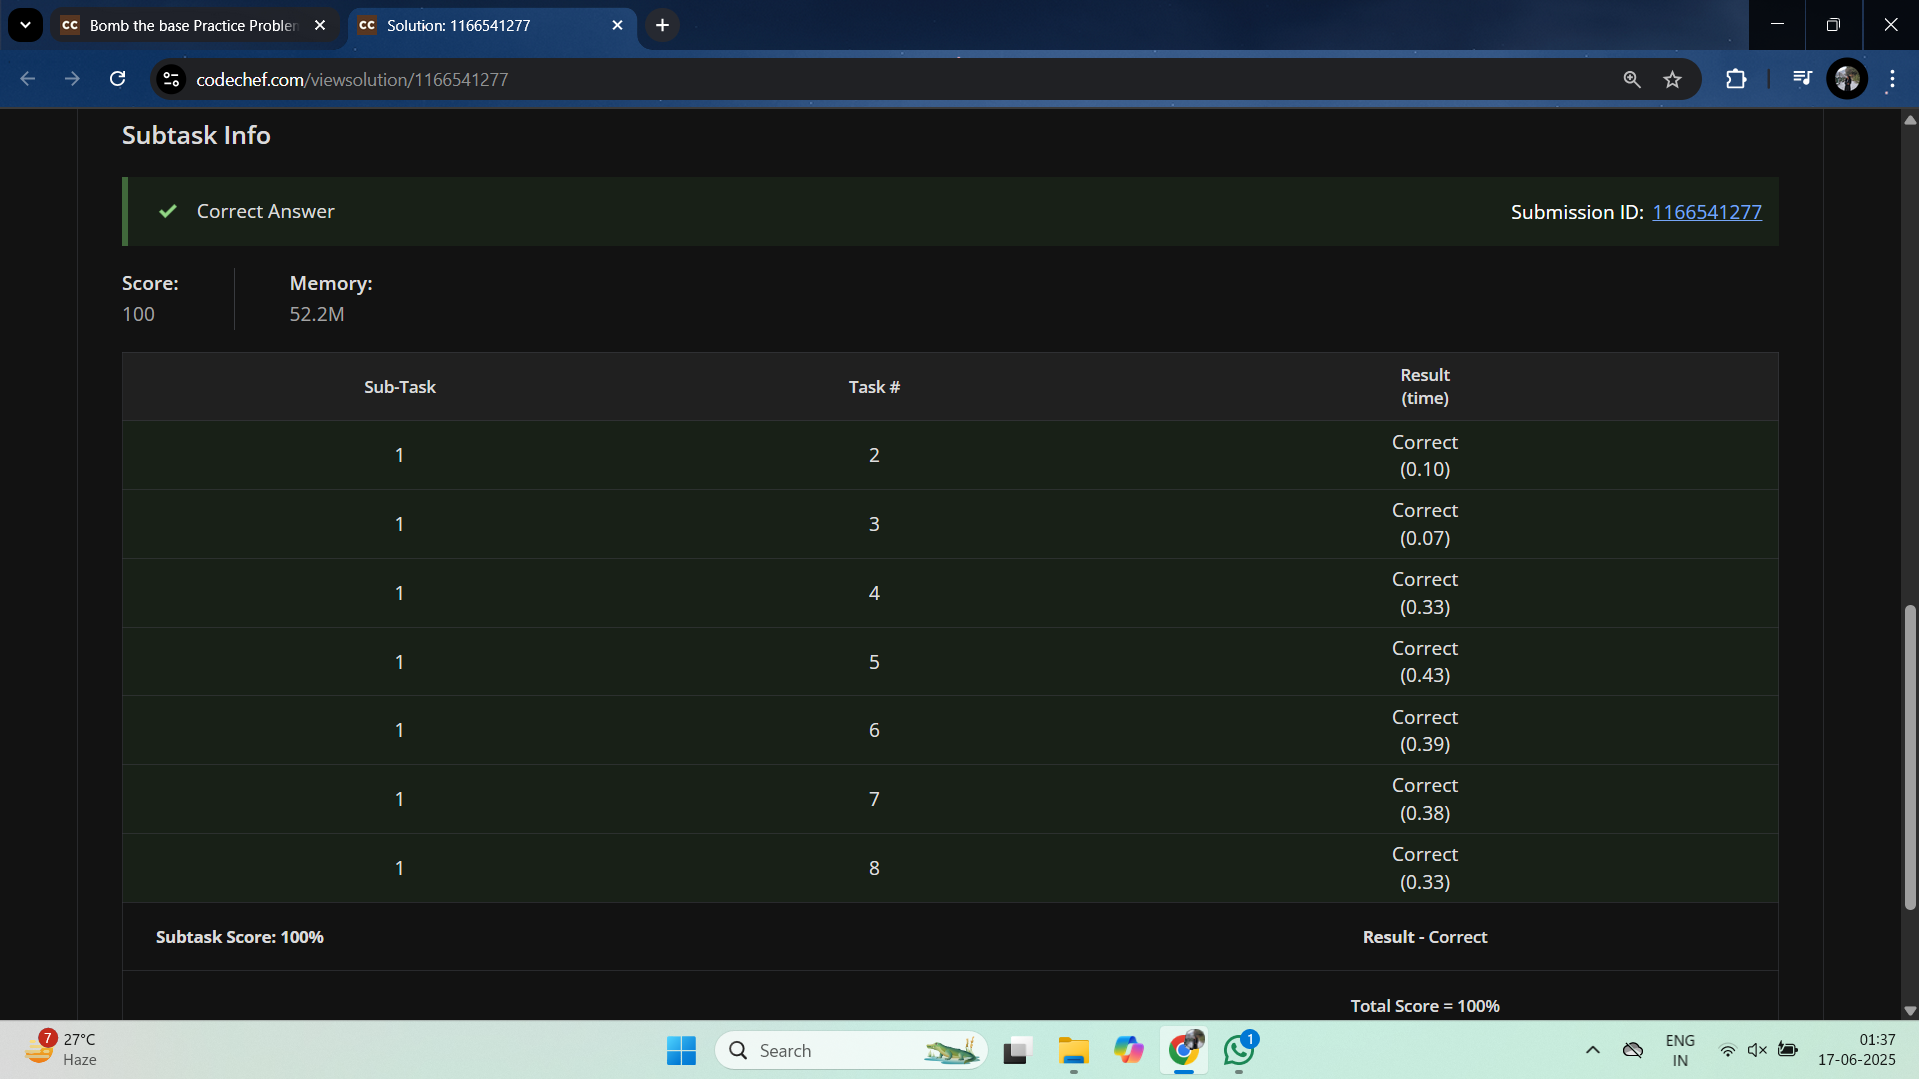 CC Bomb the base Practice Problem
CC Solution: 1166541277
codechef.com/viewsolution/1166541277
Subtask Info
Correct Answer
Submission ID: 1166541277
Score: Memory:
100 52.2M
Sub-Task Task # Result
(time)
1 2 Correct
(0.10)
1 3 Correct
(0.07)
1 4 Correct
(0.33)
1 5 Correct
(0.43)
1 6 Correct
(0.39)
1 7 Correct
(0.38)
1 8 Correct
(0.33)
Subtask Score: 100% Result - Correct
Total Score = 100%
7
27°C
Haze
Search
1
ENG
IN
01:37
17-06-2025